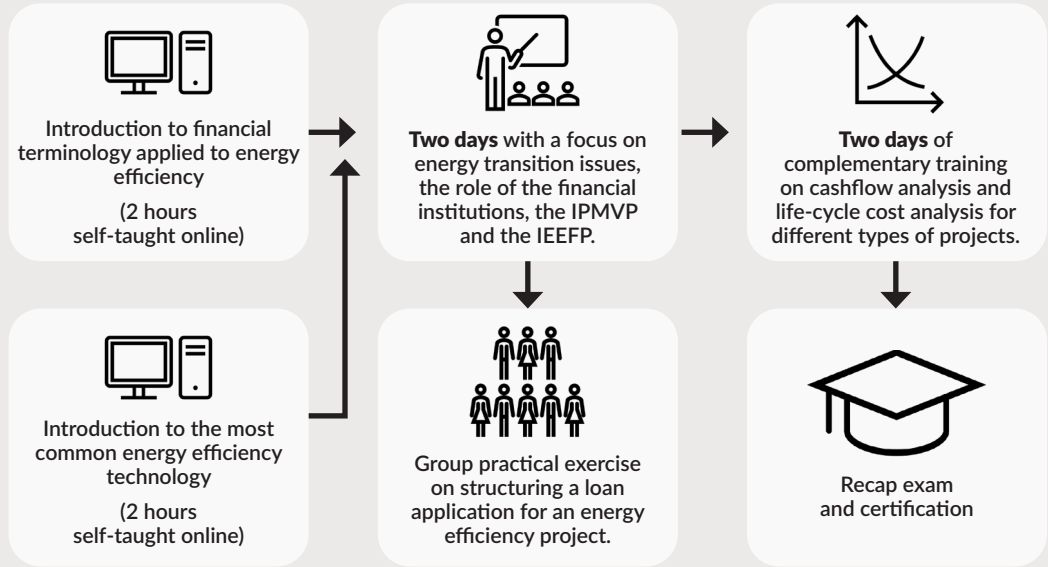 Introduction to financial
terminology applied to energy
efficiency
(2 hours
self-taught online)
Two days with a focus on
energy transition issues,
the role of the financial
institutions, the IPMVP
and the IEEFP.
Two days of
complementary training
on cashflow analysis and
life-cycle cost analysis for
different types of projects.
Introduction to the most
common energy efficiency
technology
(2 hours
self-taught online)
Group practical exercise
on structuring a loan
application for an energy
efficiency project.
Recap exam
and certification